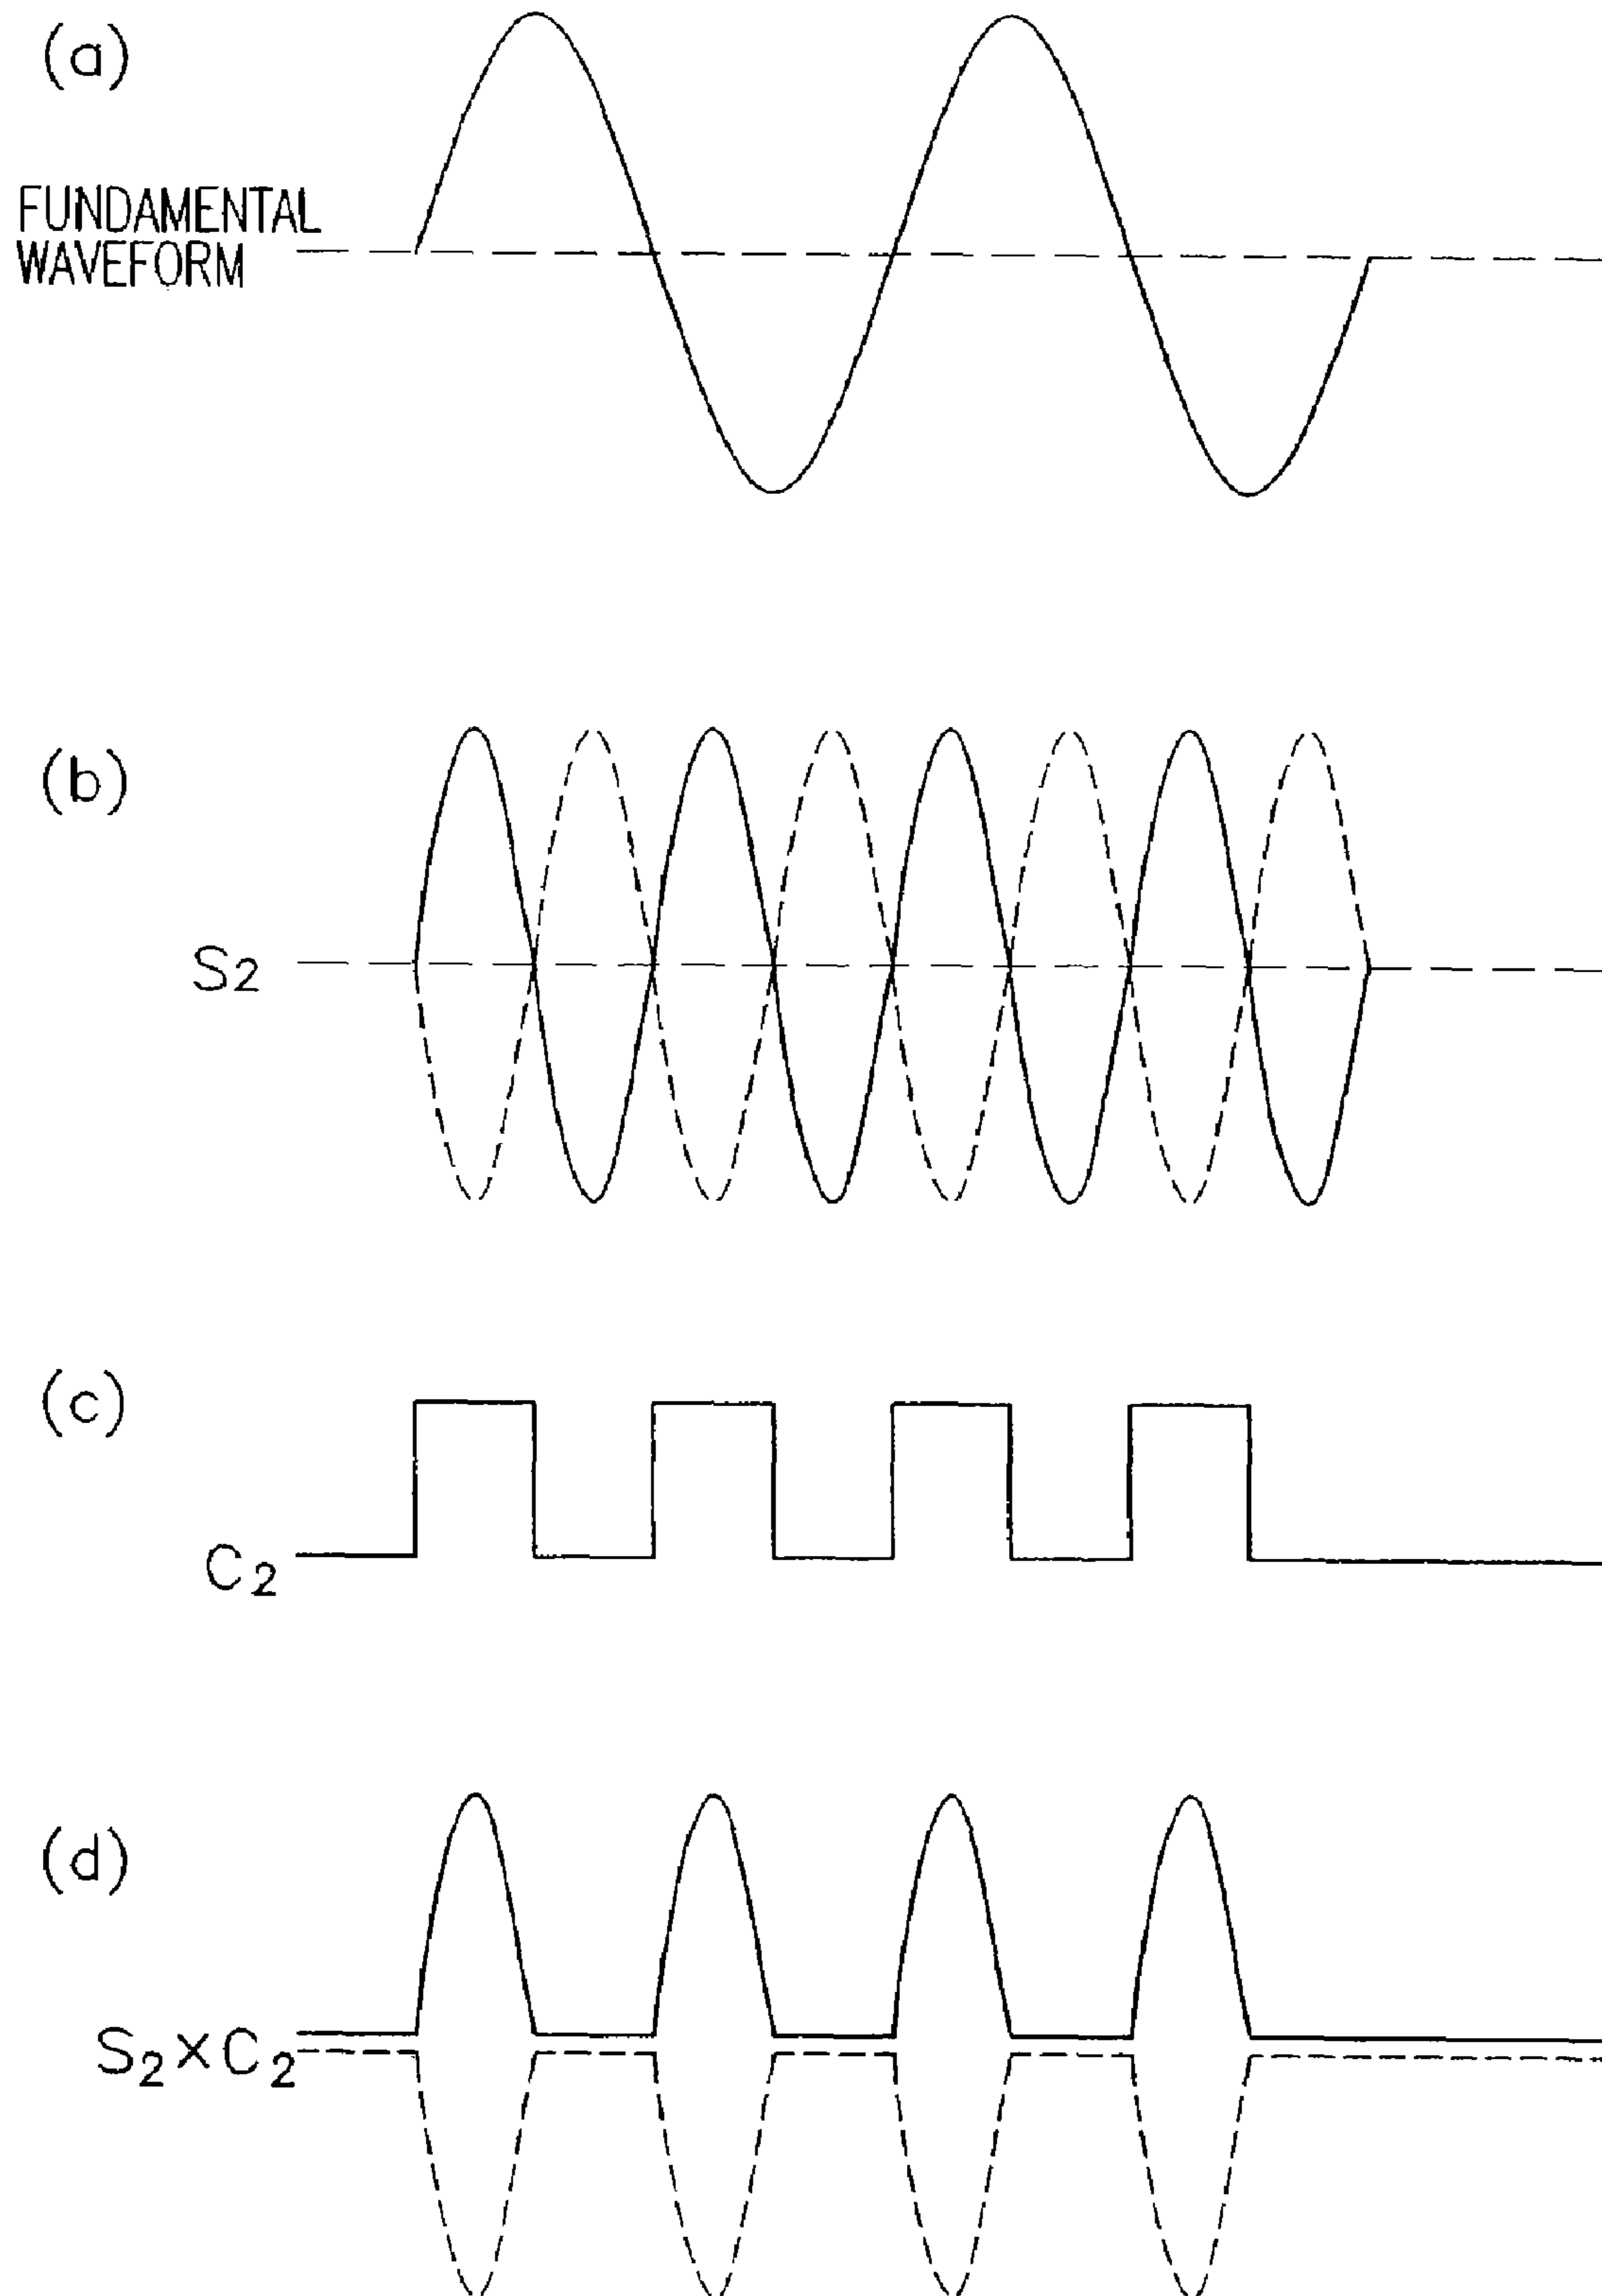 (a)
FUNDAMENTAL
WAVEFORM
(b)
S₂
(c)
C₂
(d)
S₂×C₂